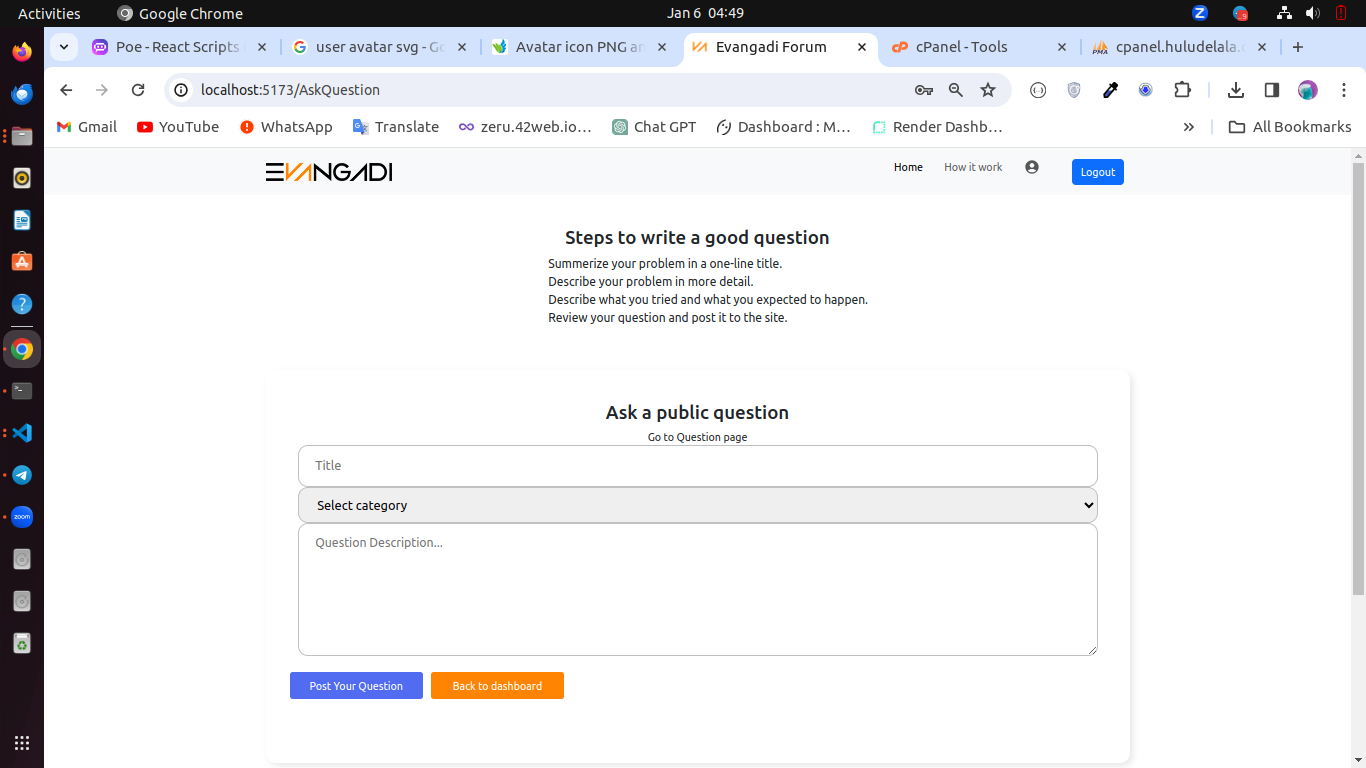 Activities
Google Chrome
Jan 6 04:49
Poe - React Scripts
user avatar svg - Go
Avatar icon PNG an
Evangadi Forum
cPanel - Tools
cpanel.huludelala.c
localhost:5173/AskQuestion
Gmail
YouTube
WhatsApp
Translate
zeru.42web.io...
Chat GPT
Dashboard : M...
Render Dashb...
All Bookmarks
EVANGADI
Home
How it work
Logout
Steps to write a good question
Summerize your problem in a one-line title.
Describe your problem in more detail.
Describe what you tried and what you expected to happen.
Review your question and post it to the site.
Ask a public question
Go to Question page
Title
Select category
Question Description...
Post Your Question
Back to dashboard